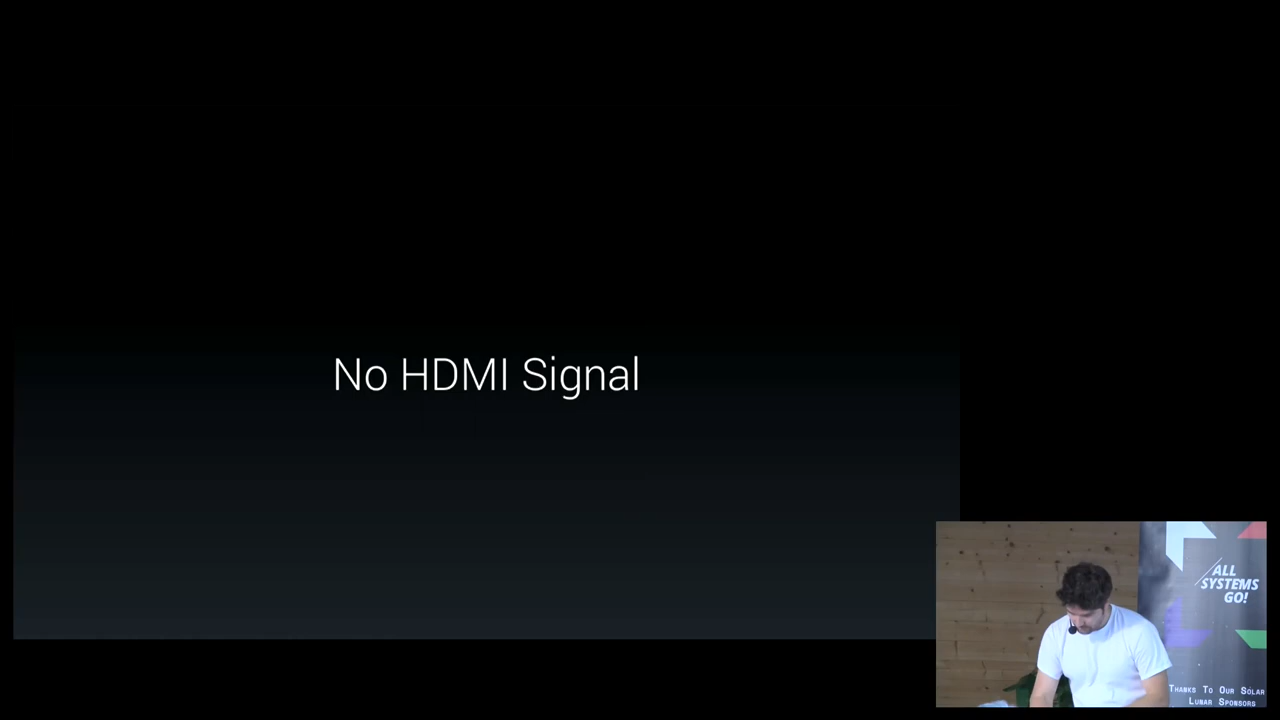 No HDMI Signal
ALL
SYSTEMS
GO!
Thanks To Our Solar
Lunar Sponsors